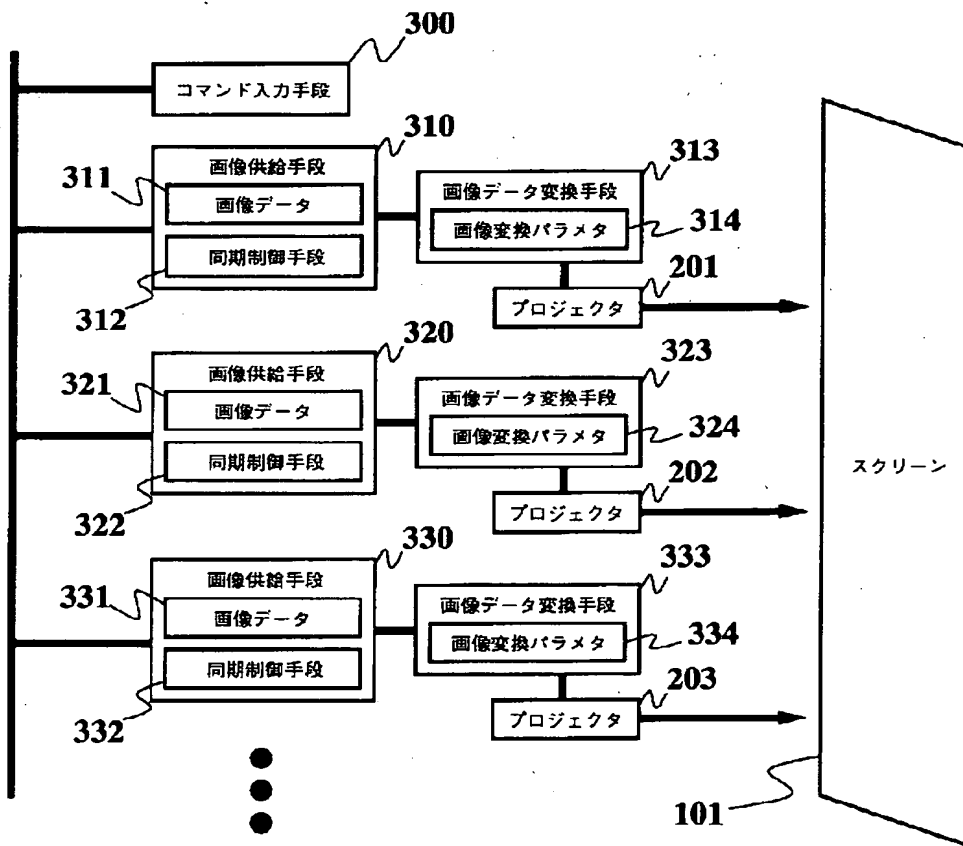 300
コマンド入力手段
310
画像供給手段
311
画像データ
同期制御手段
312
313
画像データ変換手段
画像変換パラメタ
314
201
プロジェクタ
320
画像供給手段
321
画像データ
同期制御手段
322
323
画像データ変換手段
画像変換パラメタ
324
202
プロジェクタ
330
画像供給手段
331
画像データ
同期制御手段
332
333
画像データ変換手段
画像変換パラメタ
334
203
プロジェクタ
スクリーン
101